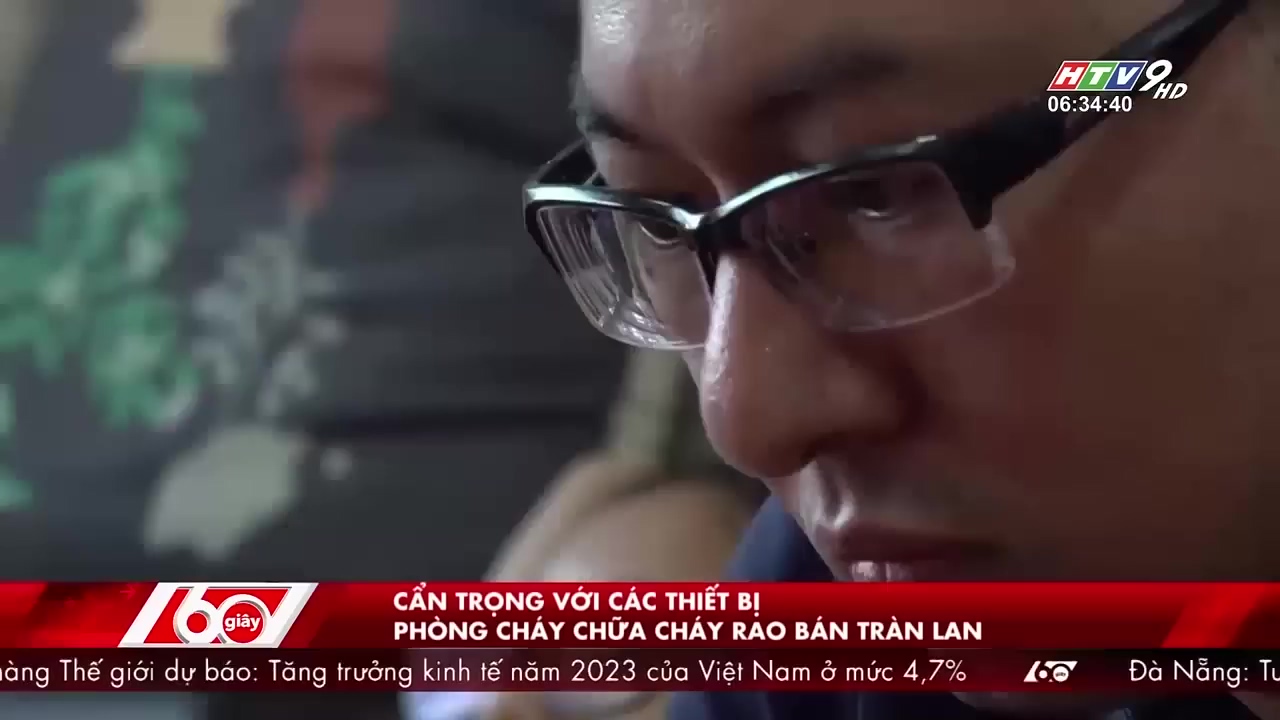 HTV9
HD
06:34:40
60
giây
CẨN TRỌNG VỚI CÁC THIẾT BỊ
PHÒNG CHÁY CHỮA CHÁY RAO BÁN TRÀN LAN
Thế giới dự báo: Tăng trưởng kinh tế năm 2023 của Việt Nam ở mức 4,7% 60 giây Đà Nẵng: